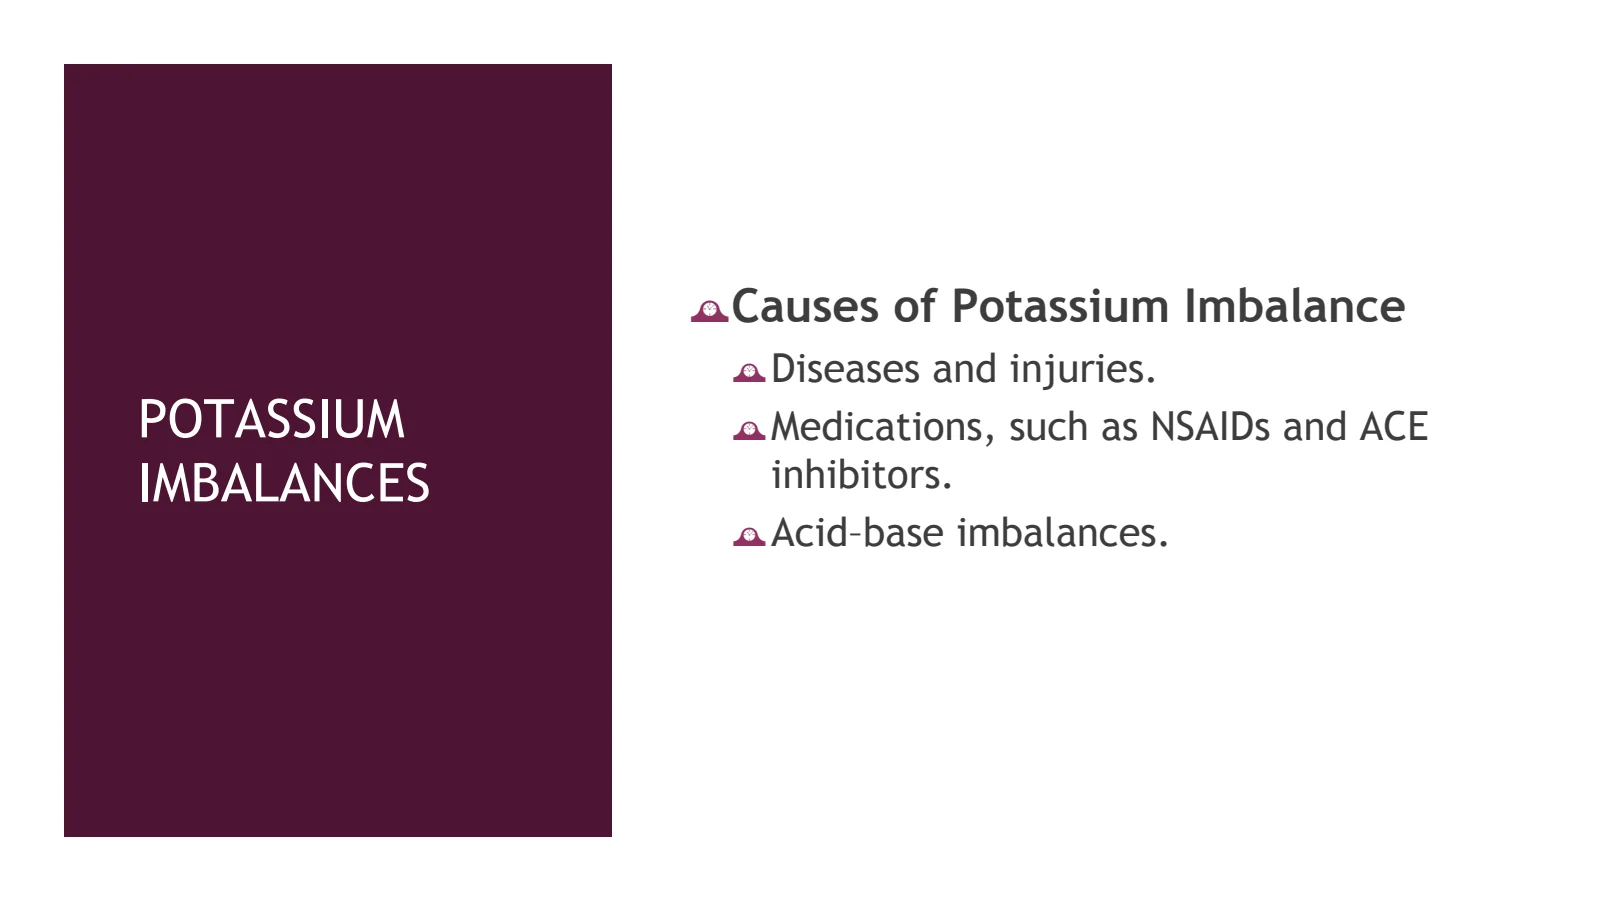 POTASSIUM
IMBALANCES
Causes of Potassium Imbalance
Diseases and injuries.
Medications, such as NSAIDs and ACE
inhibitors.
Acid–base imbalances.